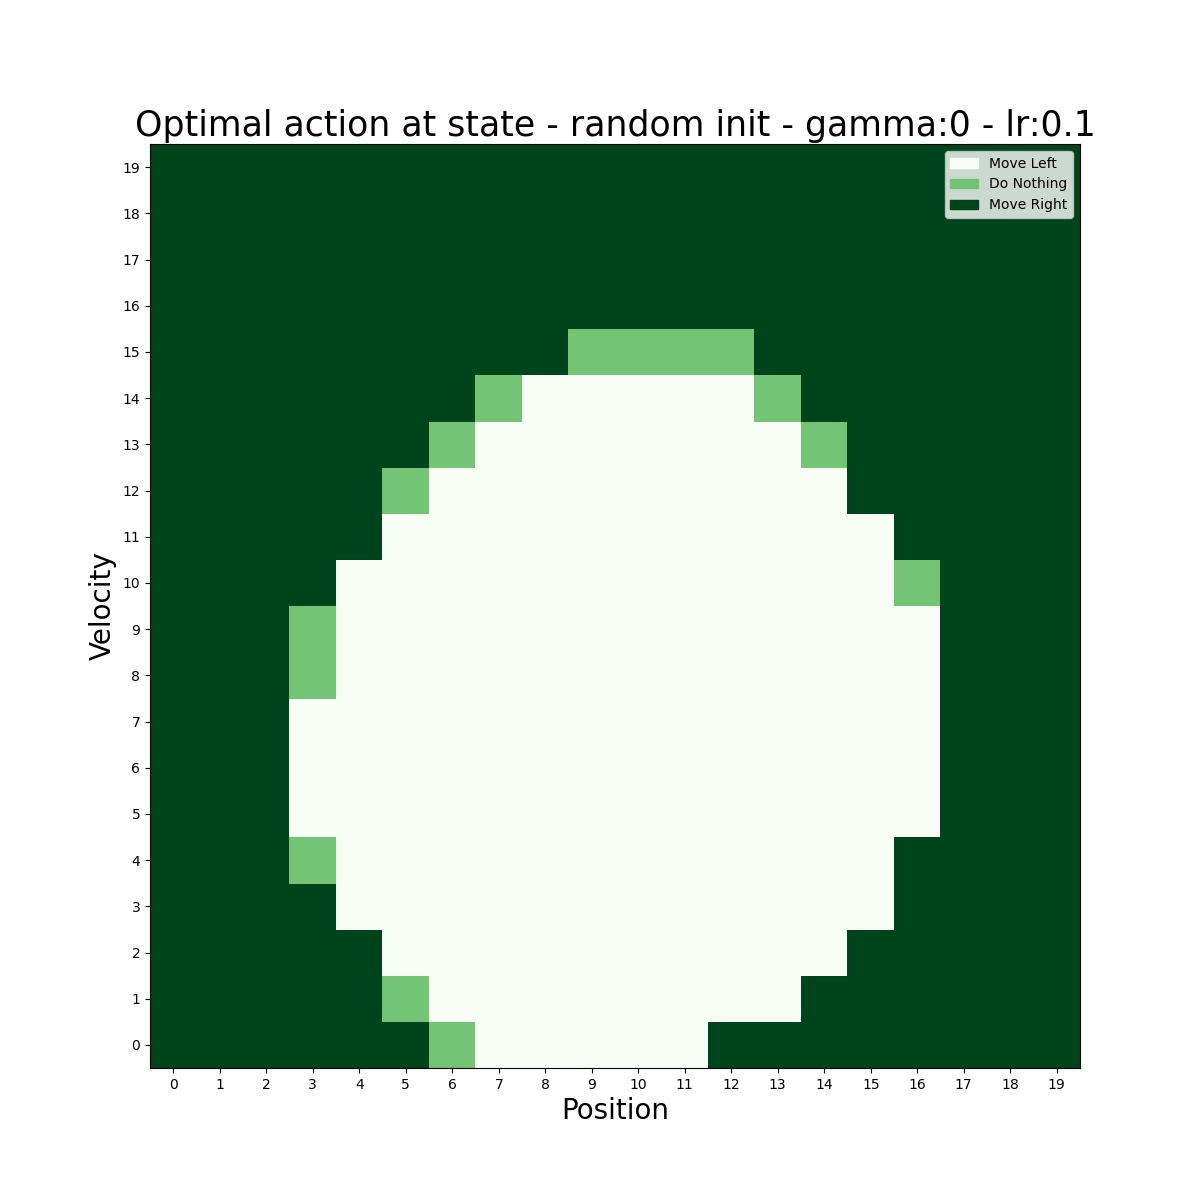 Optimal action at state - random init - gamma:0 - lr:0.1
Move Left
Do Nothing
Move Right
19
18
17
16
15
14
13
12
11
10
9
8
7
6
5
4
3
2
1
0
Velocity
0 1 2 3 4 5 6 7 8 9 10 11 12 13 14 15 16 17 18 19
Position